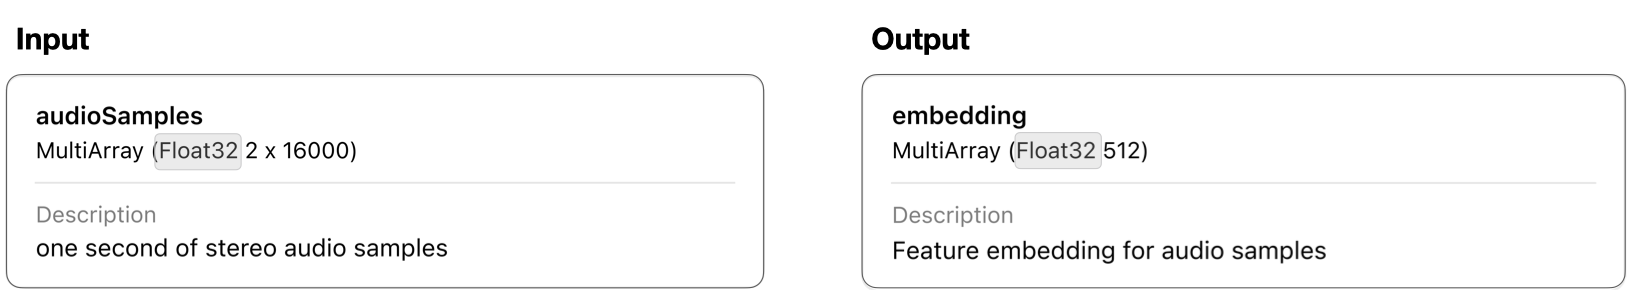 Input
audioSamples
MultiArray (Float32 2 x 16000)
Description
one second of stereo audio samples
Output
embedding
MultiArray (Float32 512)
Description
Feature embedding for audio samples